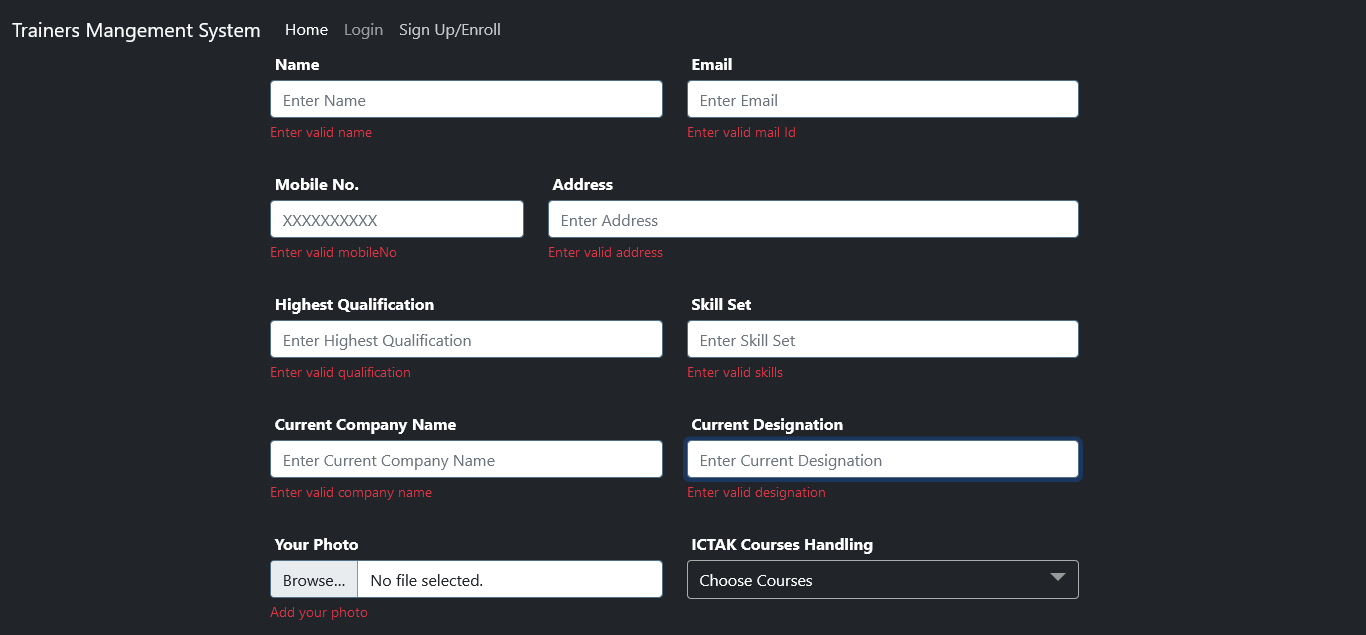 Trainers Mangement System Home Login Sign Up/Enroll
Name Email
Enter Name Enter Email
Enter valid name Enter valid mail Id
Mobile No. Address
XXXXXXXXXX Enter Address
Enter valid mobileNo Enter valid address
Highest Qualification Skill Set
Enter Highest Qualification Enter Skill Set
Enter valid qualification Enter valid skills
Current Company Name Current Designation
Enter Current Company Name Enter Current Designation
Enter valid company name Enter valid designation
Your Photo ICTAK Courses Handling
Browse... No file selected. Choose Courses
Add your photo